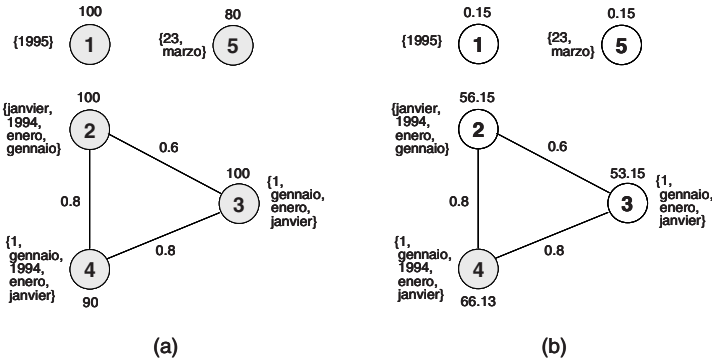 100
1
{1995}
80
5
{23,
marzo}
100
2
{janvier,
1994,
enero,
gennaio}
0.6
100
3
{1,
gennaio,
enero,
janvier}
0.8
0.8
{1,
gennaio,
1994,
enero,
janvier}
4
90
(a)
0.15
1
{1995}
0.15
5
{23,
marzo}
56.15
2
{janvier,
1994,
enero,
gennaio}
0.6
53.15
3
{1,
gennaio,
enero,
janvier}
0.8
0.8
{1,
gennaio,
1994,
enero,
janvier}
4
66.13
(b)